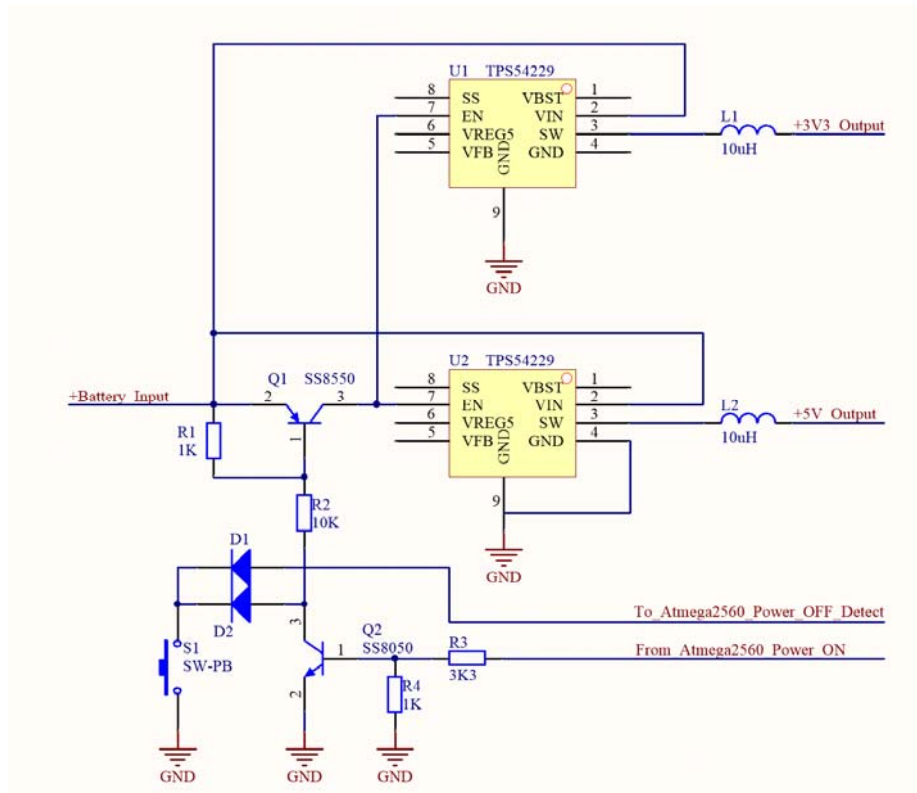 U1 TPS54229
8 SS VBST 1
7 EN VIN 2
6 VREG5 SW 3
5 VFB GND 4
GND
9
GND
L1
10uH
+3V3_Output
+Battery_Input
Q1 SS8550
2 3
1
R1
1K
R2
10K
U2 TPS54229
8 SS VBST 1
7 EN VIN 2
6 VREG5 SW 3
5 VFB GND 4
GND
9
GND
L2
10uH
+5V_Output
D1
D2
To_Atmega2560_Power_OFF_Detect
From_Atmega2560_Power_ON
S1
SW-PB
Q2
SS8050
3
1
2
R3
3K3
R4
1K
GND
GND
GND